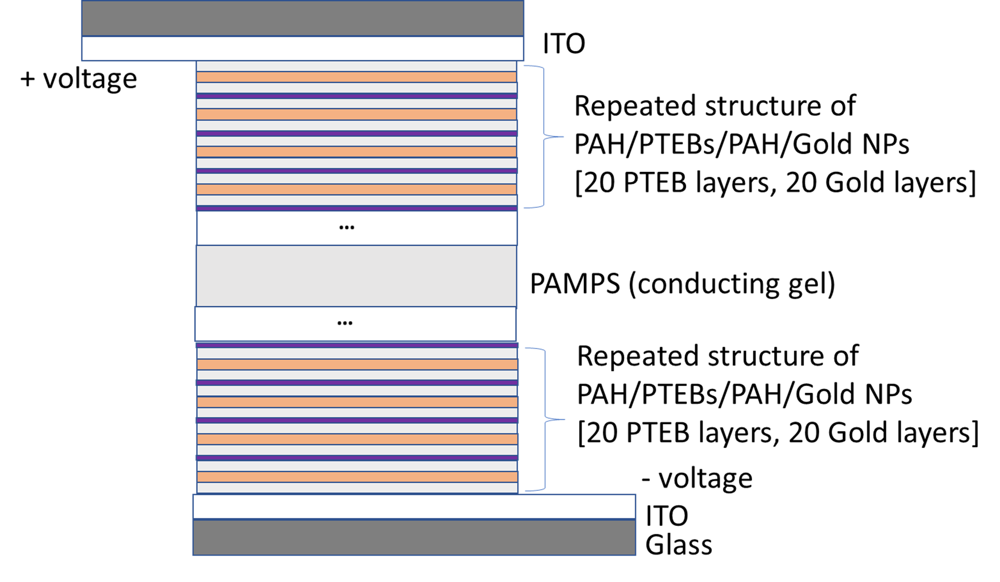 ITO
+ voltage
Repeated structure of
PAH/PTEBs/PAH/Gold NPs
[20 PTEB layers, 20 Gold layers]
...
PAMPS (conducting gel)
...
Repeated structure of
PAH/PTEBs/PAH/Gold NPs
[20 PTEB layers, 20 Gold layers]
- voltage
ITO
Glass